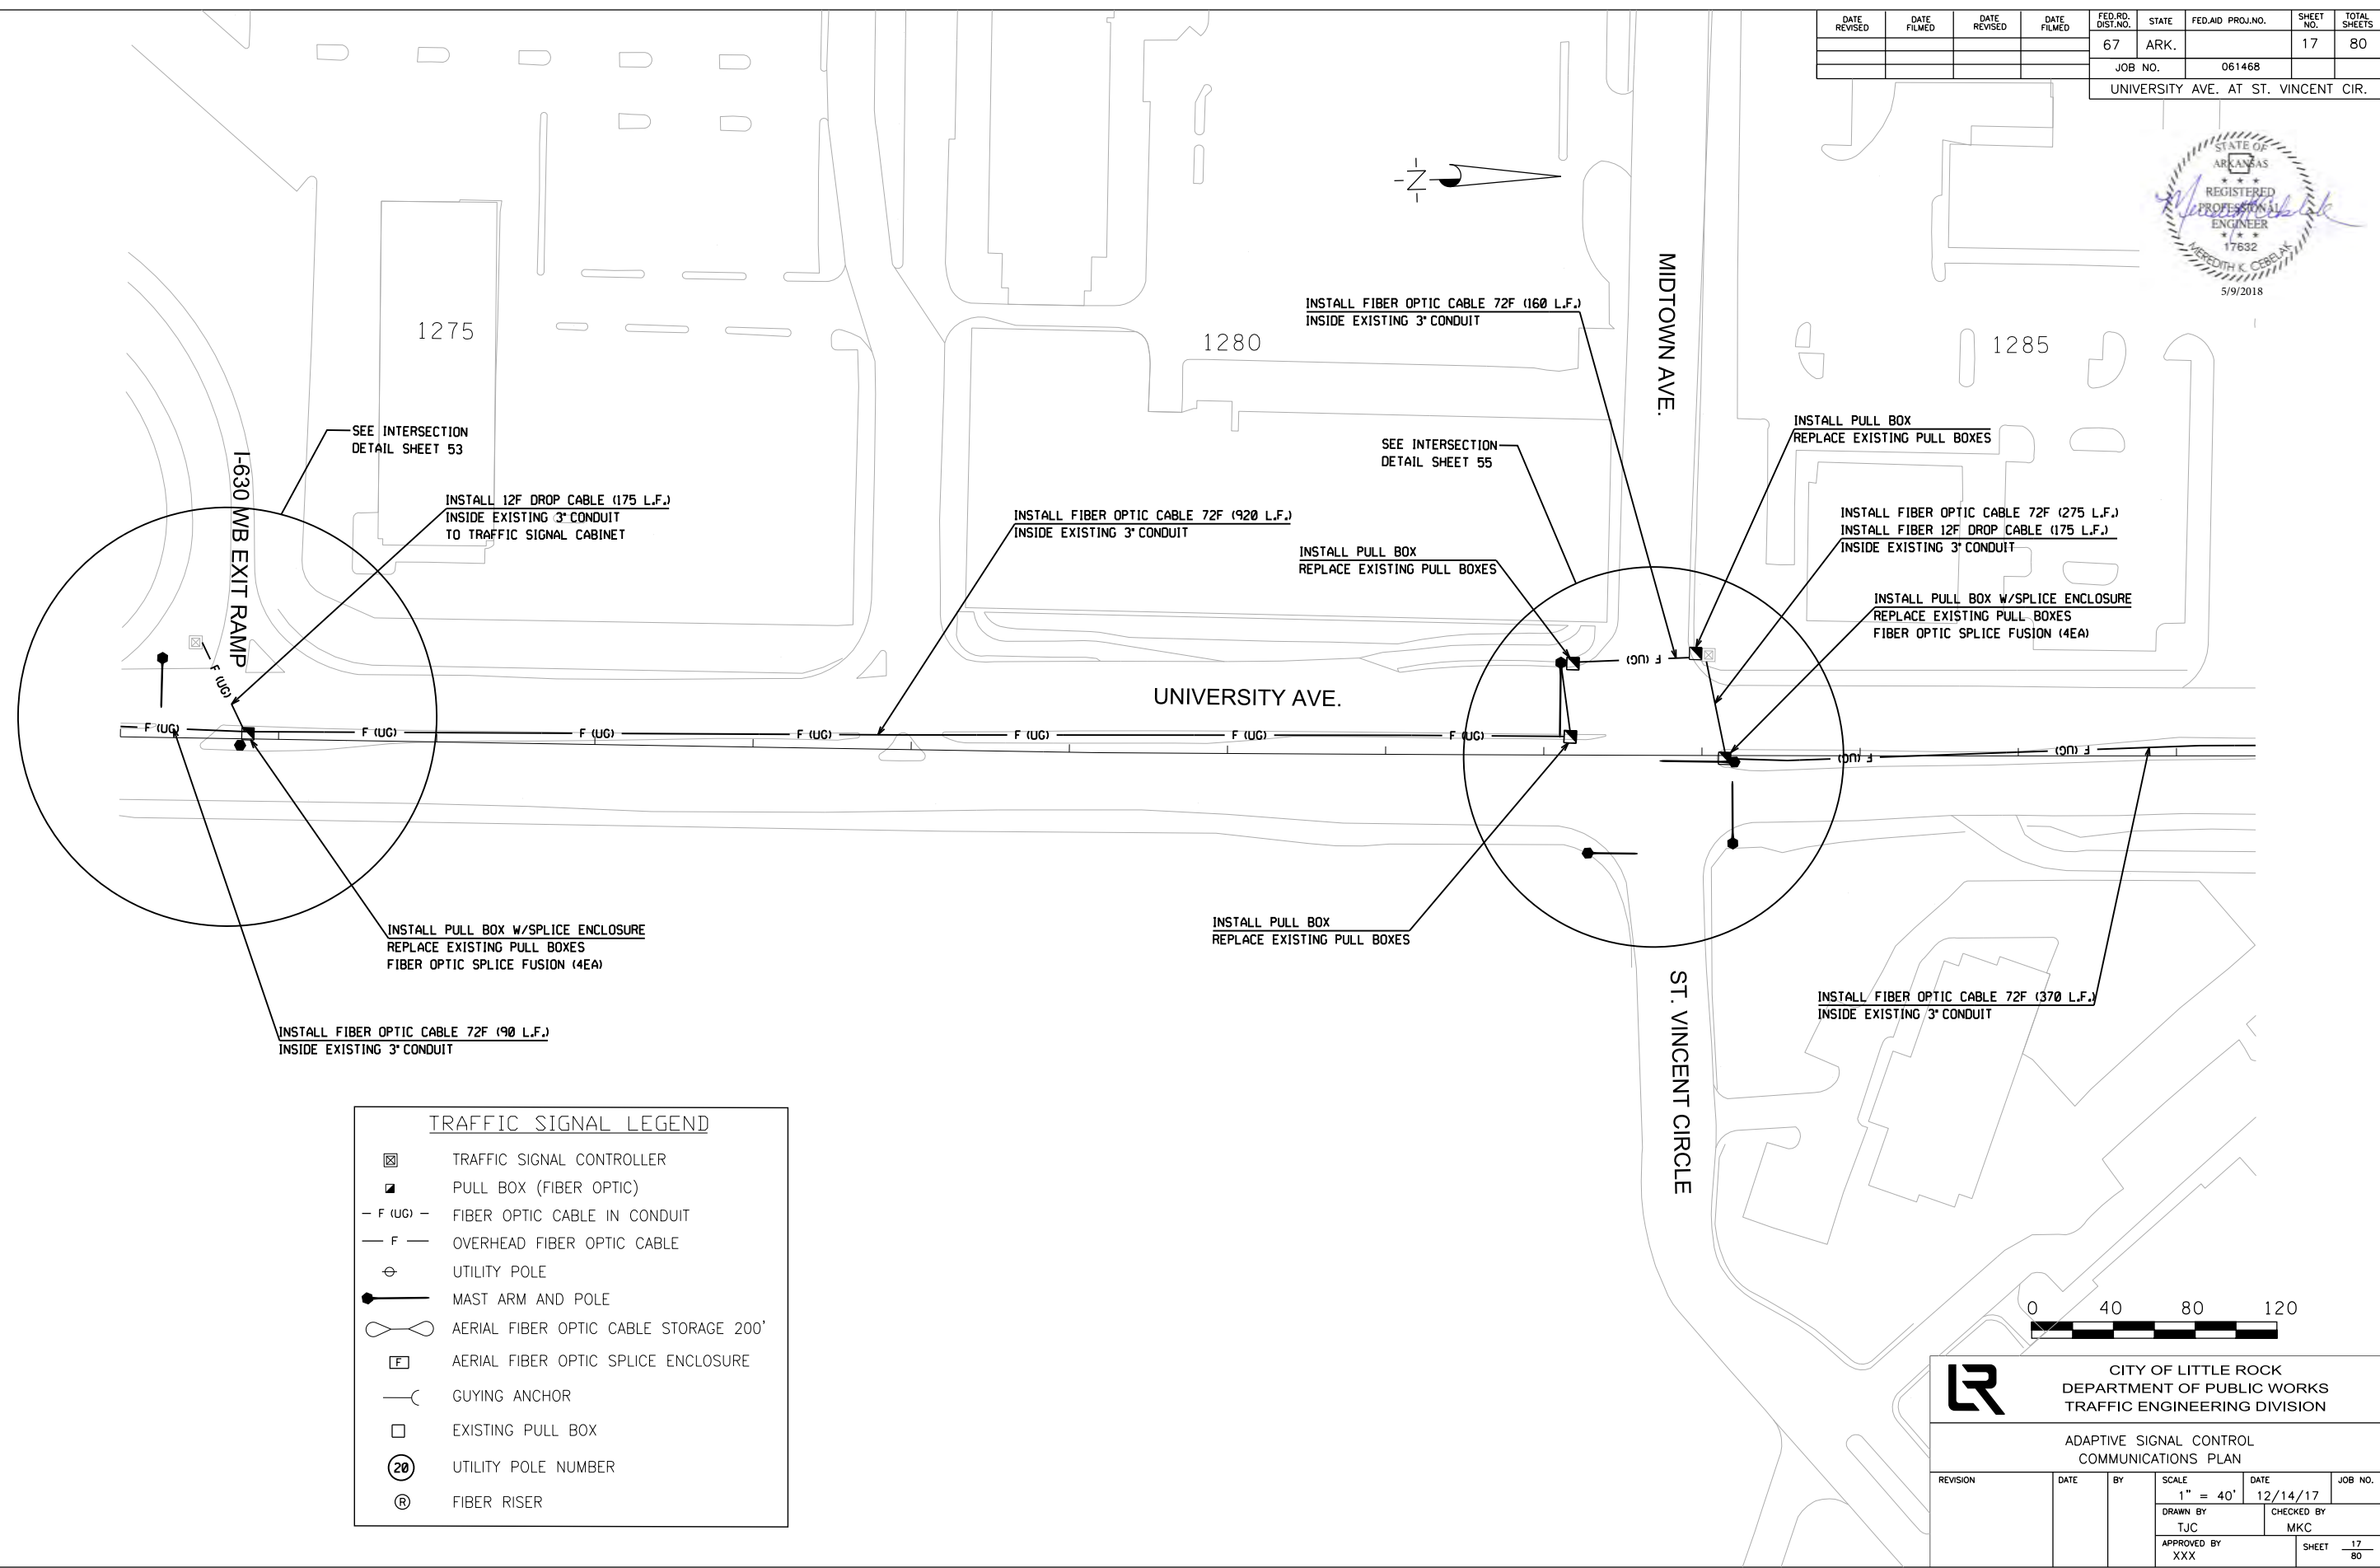 DATE REVISED
DATE FILMED
DATE REVISED
DATE FILMED
FED.RD. DIST.NO.
STATE
FED.AID PROJ.NO.
SHEET NO.
TOTAL SHEETS
67
ARK.
17
80
JOB NO.
061468
UNIVERSITY AVE. AT ST. VINCENT CIR.
STATE OF
ARKANSAS
REGISTERED
PROFESSIONAL
ENGINEER
17632
MEREDITH K. CEBELAK
5/9/2018
-N-
1275
1280
1285
MIDTOWN AVE.
INSTALL FIBER OPTIC CABLE 72F (160 L.F.)
INSIDE EXISTING 3" CONDUIT
INSTALL PULL BOX
REPLACE EXISTING PULL BOXES
SEE INTERSECTION
DETAIL SHEET 53
SEE INTERSECTION
DETAIL SHEET 55
I-630 WB EXIT RAMP
INSTALL 12F DROP CABLE (175 L.F.)
INSIDE EXISTING 3" CONDUIT
TO TRAFFIC SIGNAL CABINET
INSTALL FIBER OPTIC CABLE 72F (920 L.F.)
INSIDE EXISTING 3" CONDUIT
INSTALL PULL BOX
REPLACE EXISTING PULL BOXES
INSTALL FIBER OPTIC CABLE 72F (275 L.F.)
INSTALL FIBER 12F DROP CABLE (175 L.F.)
INSIDE EXISTING 3" CONDUIT
INSTALL PULL BOX W/SPLICE ENCLOSURE
REPLACE EXISTING PULL BOXES
FIBER OPTIC SPLICE FUSION (4EA)
F (UG)
F (UG)
UNIVERSITY AVE.
F (UG)
F (UG)
F (UG)
F (UG)
F (UG)
F (UG)
F (UG)
F (UG)
F (UG)
INSTALL PULL BOX W/SPLICE ENCLOSURE
REPLACE EXISTING PULL BOXES
FIBER OPTIC SPLICE FUSION (4EA)
INSTALL PULL BOX
REPLACE EXISTING PULL BOXES
INSTALL FIBER OPTIC CABLE 72F (90 L.F.)
INSIDE EXISTING 3" CONDUIT
ST. VINCENT CIRCLE
INSTALL FIBER OPTIC CABLE 72F (370 L.F.)
INSIDE EXISTING 3" CONDUIT
TRAFFIC SIGNAL LEGEND
TRAFFIC SIGNAL CONTROLLER
PULL BOX (FIBER OPTIC)
– F (UG) – FIBER OPTIC CABLE IN CONDUIT
— F — OVERHEAD FIBER OPTIC CABLE
UTILITY POLE
MAST ARM AND POLE
AERIAL FIBER OPTIC CABLE STORAGE 200'
F AERIAL FIBER OPTIC SPLICE ENCLOSURE
GUYING ANCHOR
EXISTING PULL BOX
20 UTILITY POLE NUMBER
R FIBER RISER
0 40 80 120
LR
CITY OF LITTLE ROCK
DEPARTMENT OF PUBLIC WORKS
TRAFFIC ENGINEERING DIVISION
ADAPTIVE SIGNAL CONTROL
COMMUNICATIONS PLAN
REVISION
DATE
BY
SCALE
1" = 40'
DATE
12/14/17
JOB NO.
DRAWN BY
TJC
CHECKED BY
MKC
APPROVED BY
XXX
SHEET 17
80